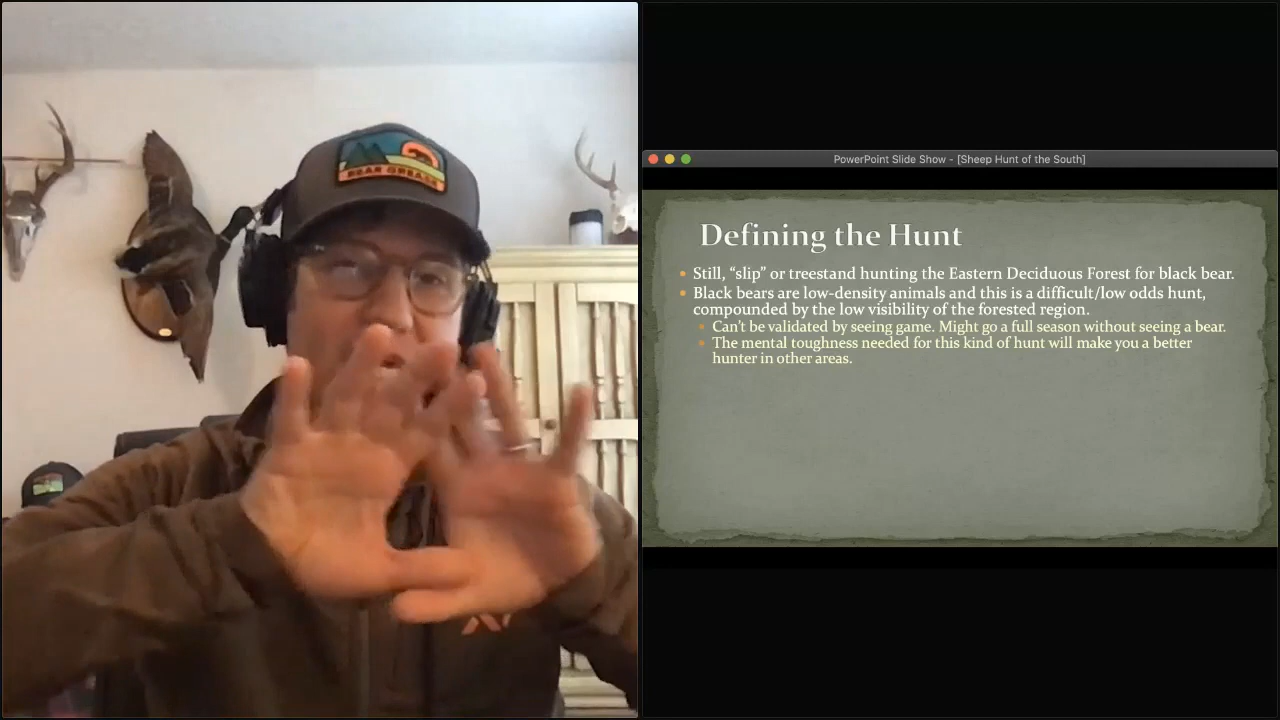 BEAR GREASE
PowerPoint Slide Show - [Sheep Hunt of the South]
Defining the Hunt
• Still, “slip” or treestand hunting the Eastern Deciduous Forest for black bear.
• Black bears are low-density animals and this is a difficult/low odds hunt,
compounded by the low visibility of the forested region.
• Can’t be validated by seeing game. Might go a full season without seeing a bear.
• The mental toughness needed for this kind of hunt will make you a better
hunter in other areas.